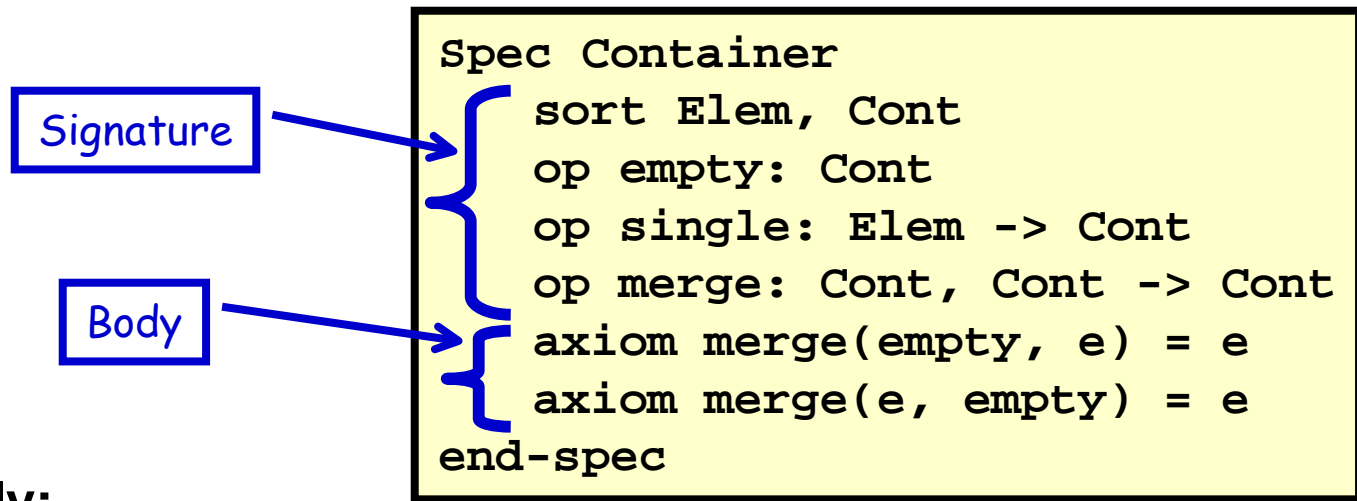 Spec Container
Signature
sort Elem, Cont
op empty: Cont
op single: Elem -> Cont
op merge: Cont, Cont -> Cont
Body
axiom merge(empty, e) = e
axiom merge(e, empty) = e
end-spec